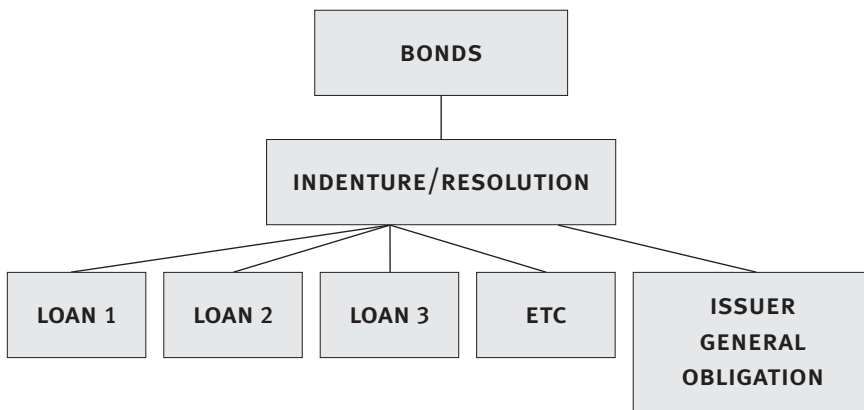 BONDS
INDENTURE/RESOLUTION
LOAN 1
LOAN 2
LOAN 3
ETC
ISSUER
GENERAL
OBLIGATION